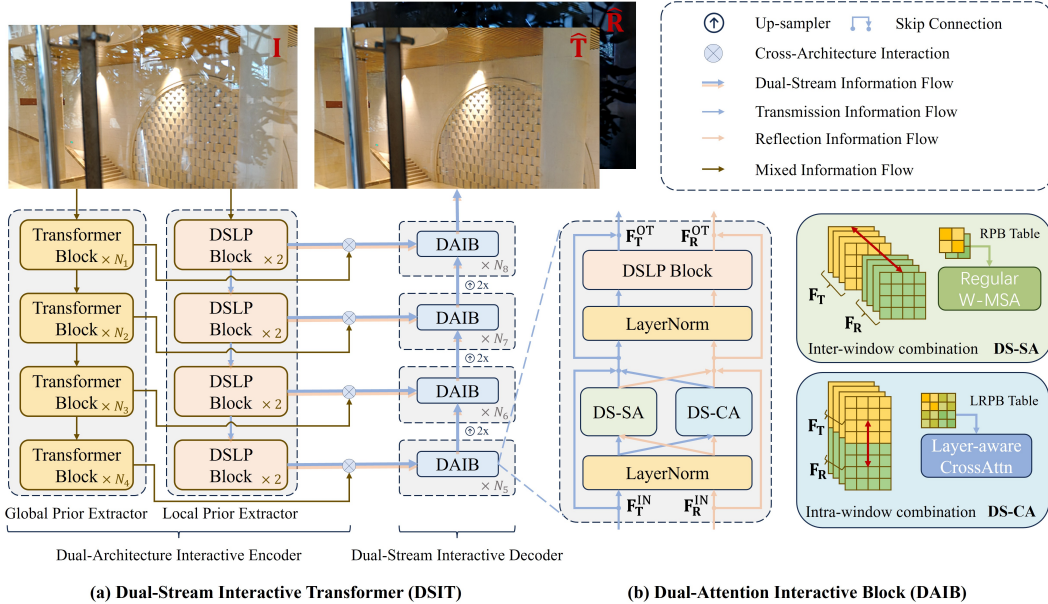 I
R̂
T̂
Up-sampler
Skip Connection
Cross-Architecture Interaction
Dual-Stream Information Flow
Transmission Information Flow
Reflection Information Flow
Mixed Information Flow
Transformer
Block × N₁
Transformer
Block × N₂
Transformer
Block × N₃
Transformer
Block × N₄
Global Prior Extractor
DSLP
Block × 2
DSLP
Block × 2
DSLP
Block × 2
DSLP
Block × 2
Local Prior Extractor
Dual-Architecture Interactive Encoder
DAIB
× N₈
2x
DAIB
× N₇
2x
DAIB
× N₆
2x
DAIB
× N₅
Dual-Stream Interactive Decoder
F_T^OT F_R^OT
DSLP Block
LayerNorm
DS-SA DS-CA
LayerNorm
F_T^IN F_R^IN
RPB Table
Regular
W-MSA
F_T
F_R
Inter-window combination DS-SA
LRPB Table
F_T
Layer-aware
CrossAttn
F_R
Intra-window combination DS-CA
(a) Dual-Stream Interactive Transformer (DSIT)
(b) Dual-Attention Interactive Block (DAIB)